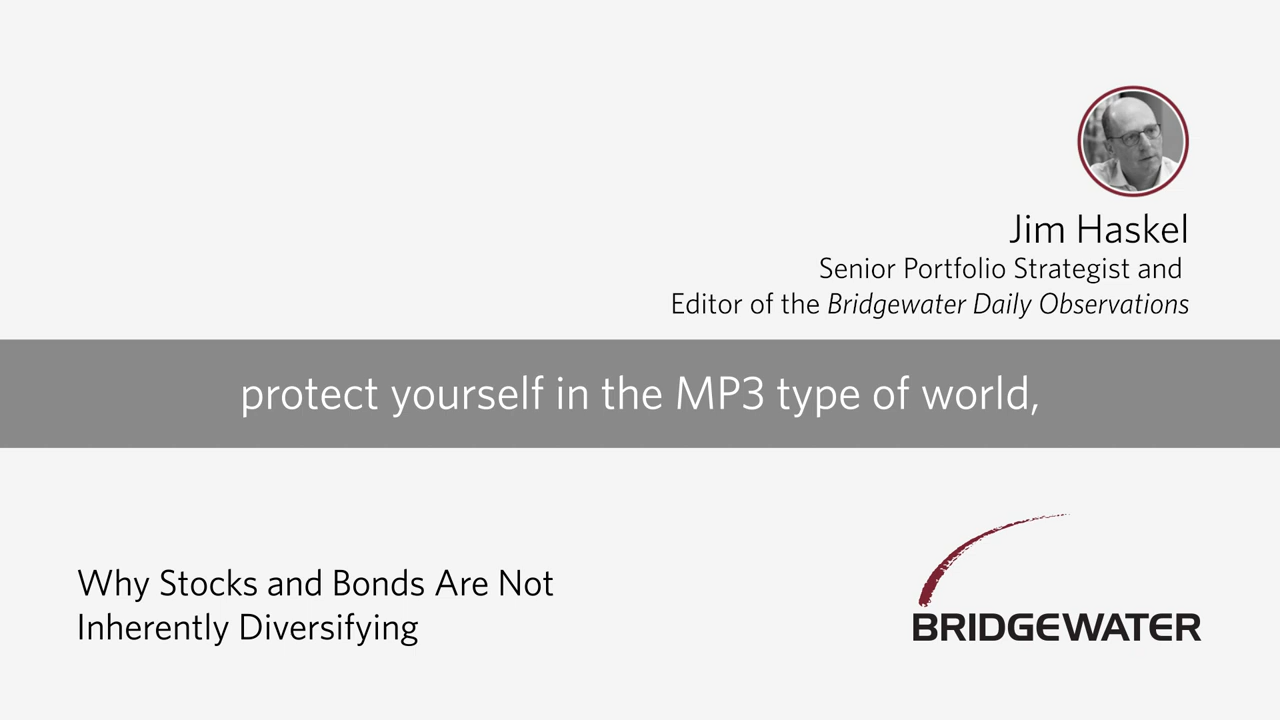 Jim Haskel
Senior Portfolio Strategist and
Editor of the Bridgewater Daily Observations
protect yourself in the MP3 type of world,
Why Stocks and Bonds Are Not
Inherently Diversifying
BRIDGEWATER